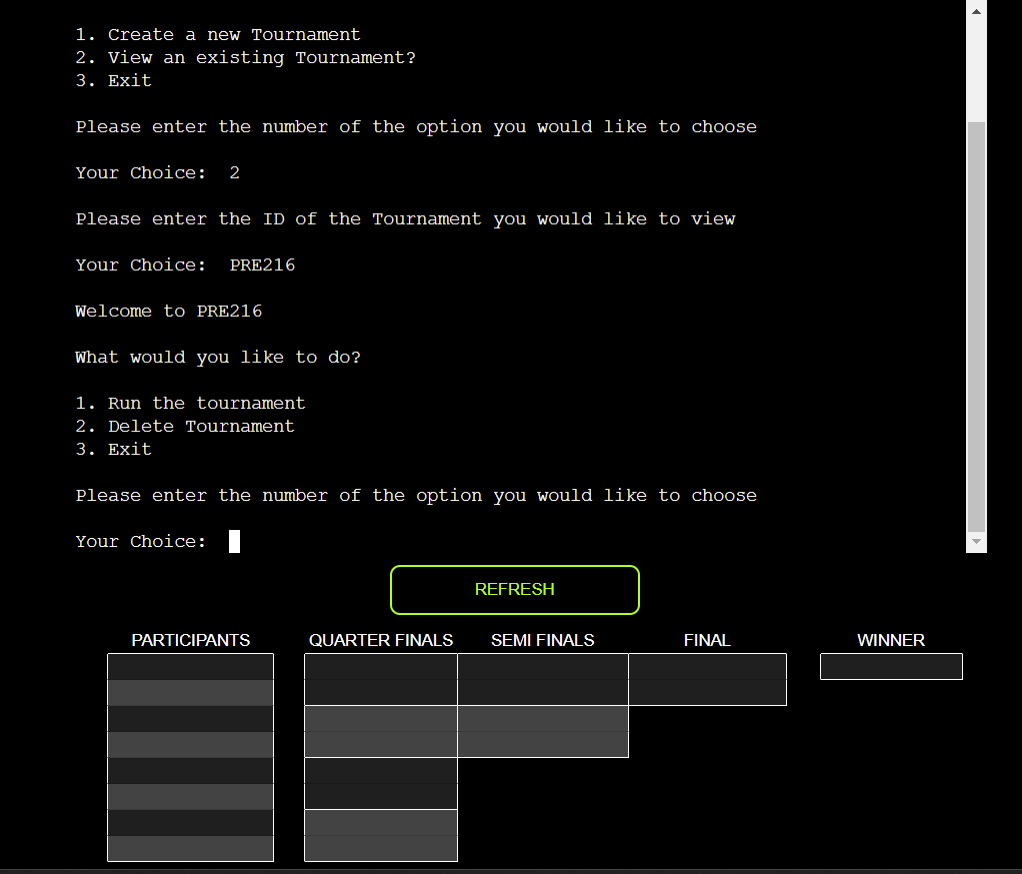 1. Create a new Tournament
2. View an existing Tournament?
3. Exit
Please enter the number of the option you would like to choose
Your Choice:  2
Please enter the ID of the Tournament you would like to view
Your Choice:  PRE216
Welcome to PRE216
What would you like to do?
1. Run the tournament
2. Delete Tournament
3. Exit
Please enter the number of the option you would like to choose
Your Choice:
REFRESH
PARTICIPANTS QUARTER FINALS SEMI FINALS FINAL WINNER